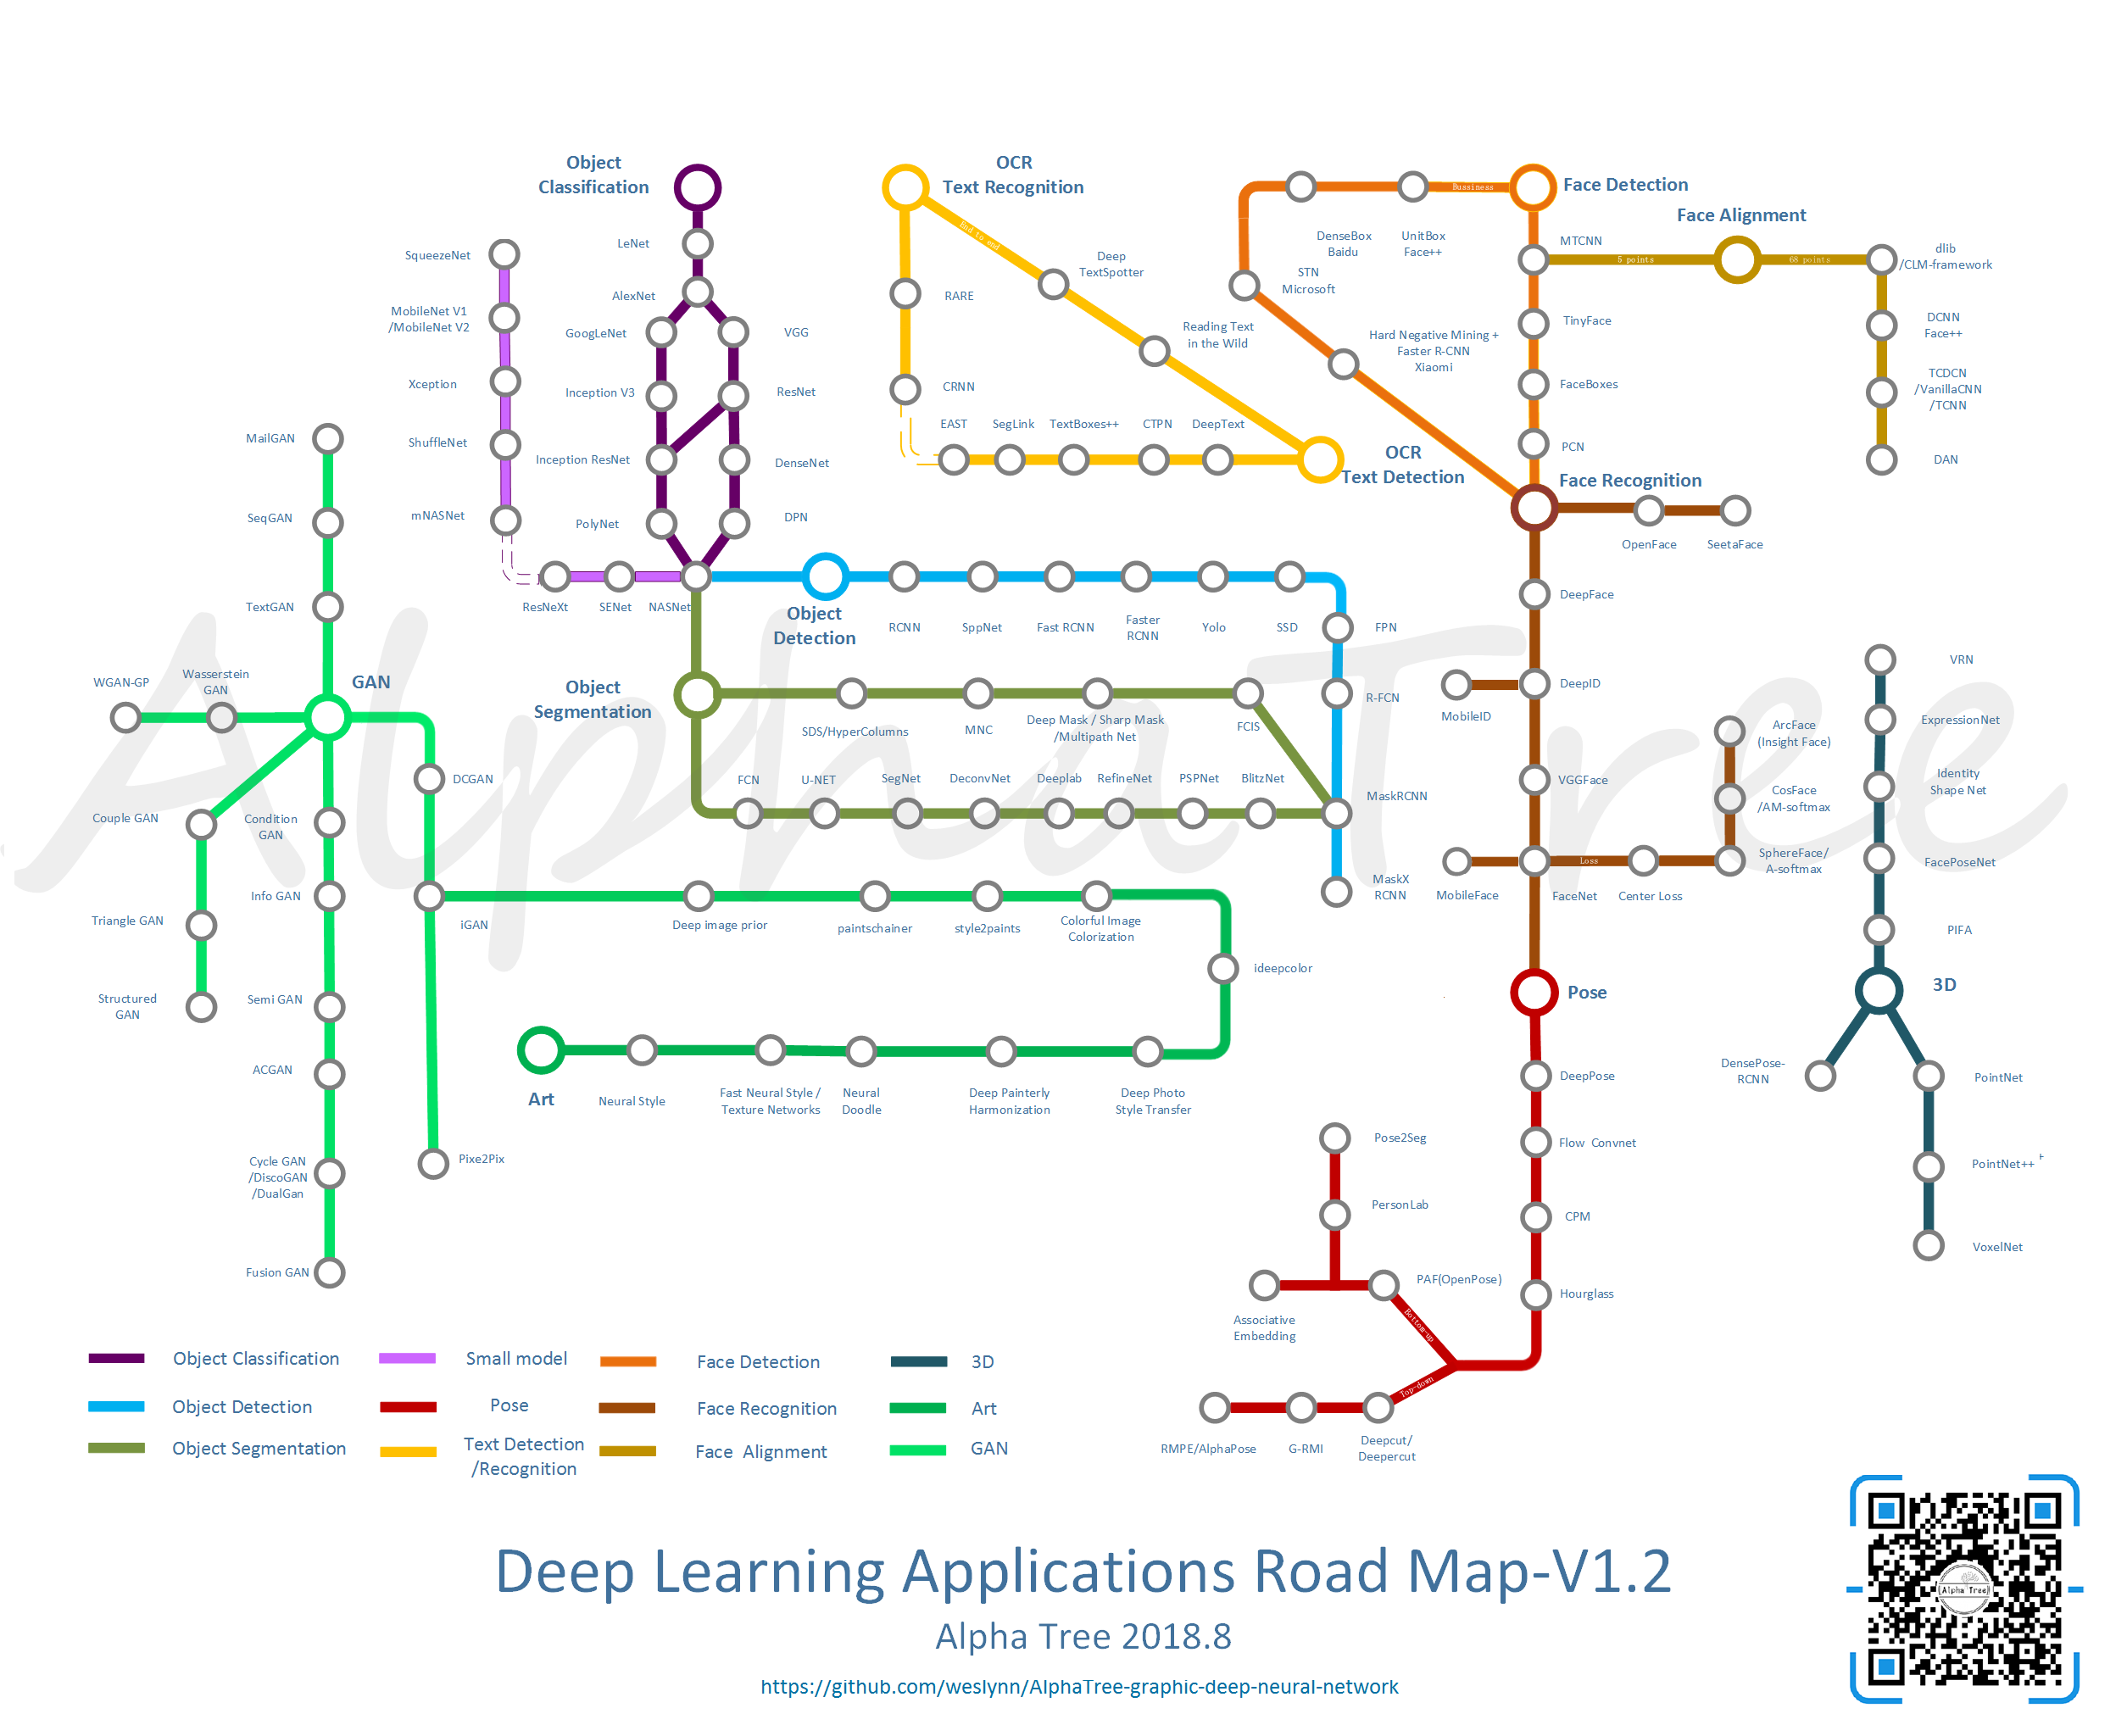 Object
Classification
LeNet
AlexNet
GoogLeNet
VGG
Inception V3
ResNet
Inception ResNet
DenseNet
PolyNet
DPN
SqueezeNet
MobileNet V1
/MobileNet V2
Xception
ShuffleNet
mNASNet
ResNeXt
SENet
NASNet
OCR
Text Recognition
End to end
RARE
CRNN
Deep
TextSpotter
Reading Text
in the Wild
EAST
SegLink
TextBoxes++
CTPN
DeepText
OCR
Text Detection
Bussiness
Face Detection
DenseBox
Baidu
UnitBox
Face++
STN
Microsoft
Hard Negative Mining +
Faster R-CNN
Xiaomi
MTCNN
TinyFace
FaceBoxes
PCN
Face Alignment
5 points
68 points
dlib
/CLM-framework
DCNN
Face++
TCDCN
/VanillaCNN
/TCNN
DAN
Face Recognition
OpenFace
SeetaFace
DeepFace
DeepID
MobileID
VGGFace
MobileFace
FaceNet
Loss
Center Loss
SphereFace/
A-softmax
CosFace
/AM-softmax
ArcFace
(Insight Face)
Object
Detection
RCNN
SppNet
Fast RCNN
Faster
RCNN
Yolo
SSD
FPN
R-FCN
MaskRCNN
MaskX
RCNN
Object
Segmentation
SDS/HyperColumns
MNC
Deep Mask / Sharp Mask
/Multipath Net
FCIS
FCN
U-NET
SegNet
DeconvNet
Deeplab
RefineNet
PSPNet
BlitzNet
MailGAN
SeqGAN
TextGAN
GAN
WGAN-GP
Wasserstein
GAN
Couple GAN
Triangle GAN
Structured
GAN
Condition
GAN
Info GAN
Semi GAN
ACGAN
Cycle GAN
/DiscoGAN
/DualGan
Fusion GAN
DCGAN
iGAN
Pixe2Pix
Deep image prior
paintschainer
style2paints
Colorful Image
Colorization
ideepcolor
Art
Neural Style
Fast Neural Style /
Texture Networks
Neural
Doodle
Deep Painterly
Harmonization
Deep Photo
Style Transfer
Pose
DeepPose
Flow Convnet
CPM
Hourglass
Pose2Seg
PersonLab
PAF(OpenPose)
Associative
Embedding
Bottom-up
Top-down
RMPE/AlphaPose
G-RMI
Deepcut/
Deepercut
VRN
ExpressionNet
Identity
Shape Net
FacePoseNet
PIFA
3D
DensePose-
RCNN
PointNet
PointNet++ +
VoxelNet
AlphaTree
Object Classification
Small model
Face Detection
3D
Object Detection
Pose
Face Recognition
Art
Object Segmentation
Text Detection
/Recognition
Face Alignment
GAN
Deep Learning Applications Road Map-V1.2
Alpha Tree 2018.8
https://github.com/weslynn/AlphaTree-graphic-deep-neural-network
Alpha Tree